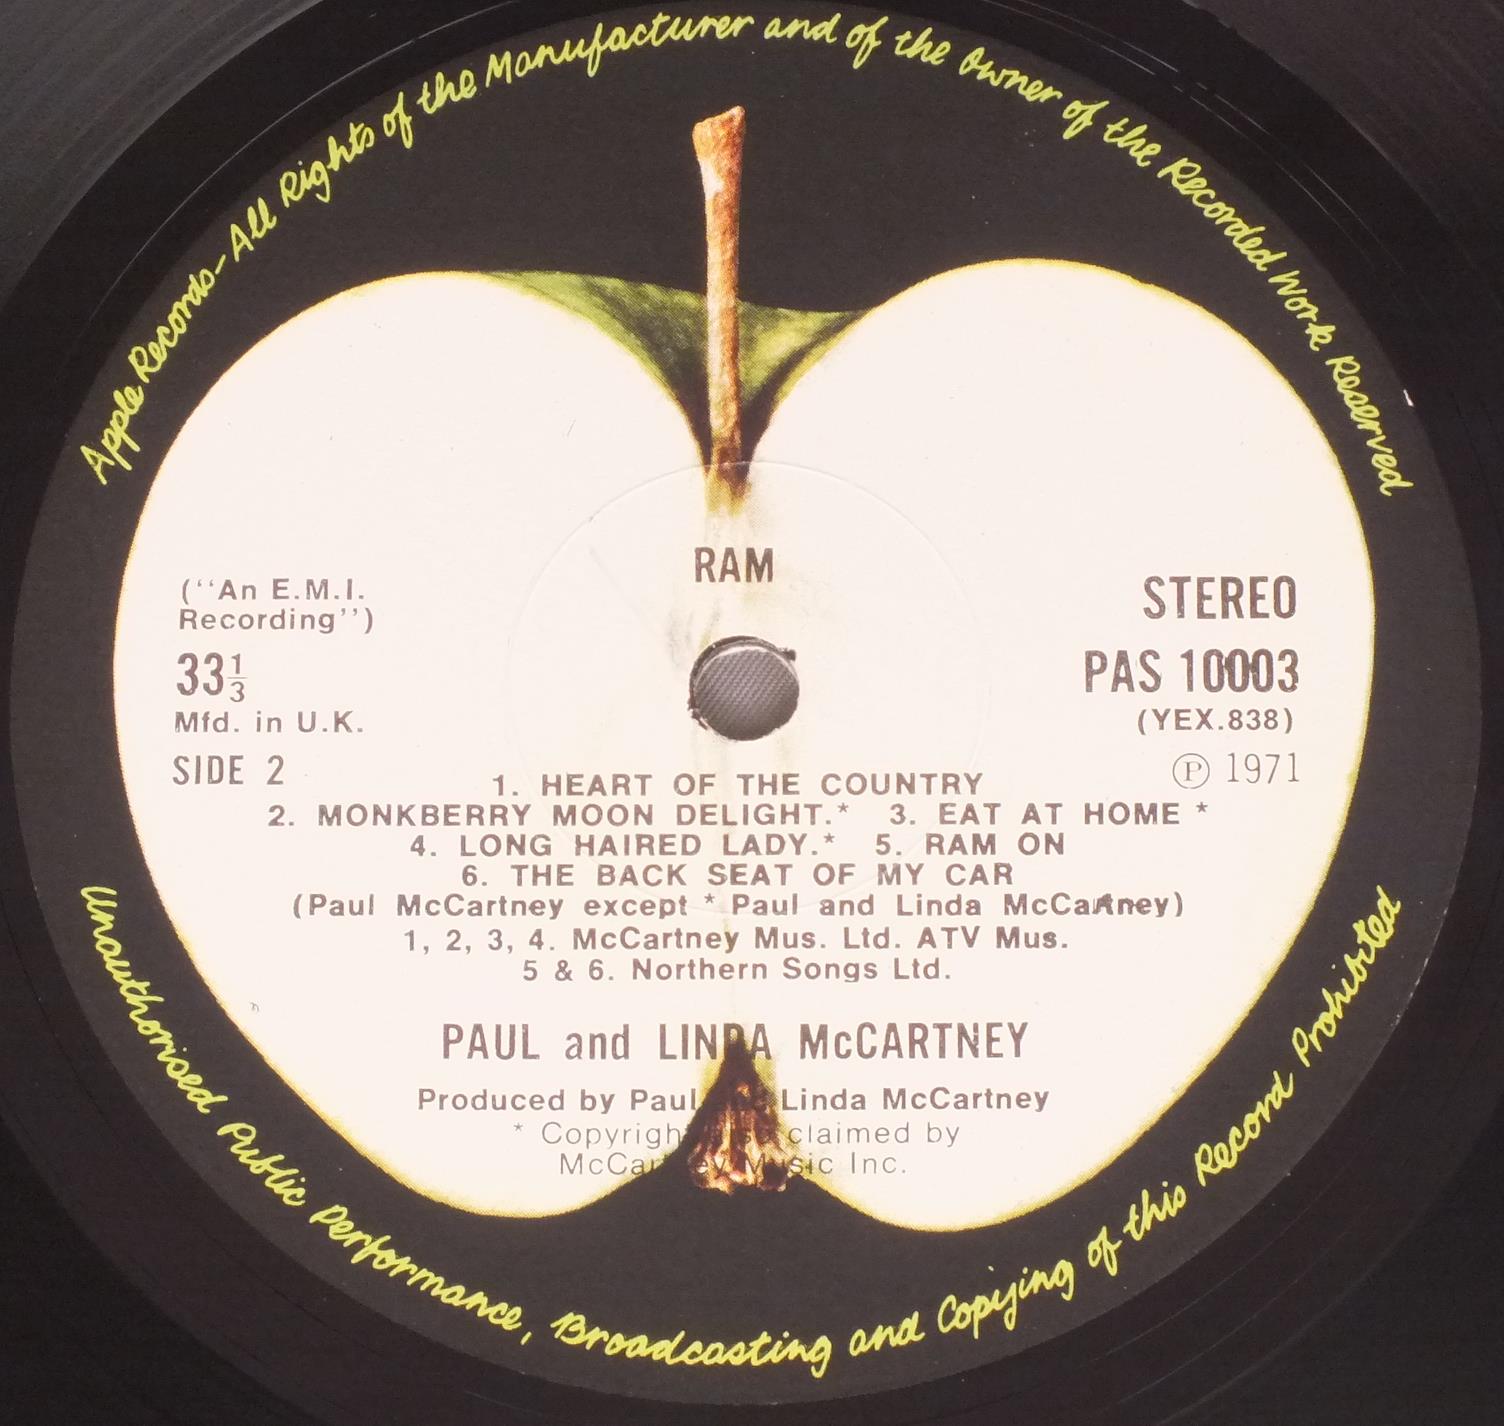 Apple Records—All Rights of the Manufacturer and of the Owner of the Recorded Work Reserved
RAM
(‘‘An E.M.I.
Recording’’)
33⅓
Mfd. in U.K.
SIDE 2
STEREO
PAS 10003
(YEX.838)
℗ 1971
1. HEART OF THE COUNTRY
2. MONKBERRY MOON DELIGHT.* 3. EAT AT HOME *
4. LONG HAIRED LADY.* 5. RAM ON
6. THE BACK SEAT OF MY CAR
(Paul McCartney except * Paul and Linda McCartney)
1, 2, 3, 4. McCartney Mus. Ltd. ATV Mus.
5 & 6. Northern Songs Ltd.
PAUL and LINDA McCARTNEY
Produced by Paul and Linda McCartney
* Copyright also claimed by
McCartney Music Inc.
Unauthorised Public Performance, Broadcasting and Copying of this Record Prohibited